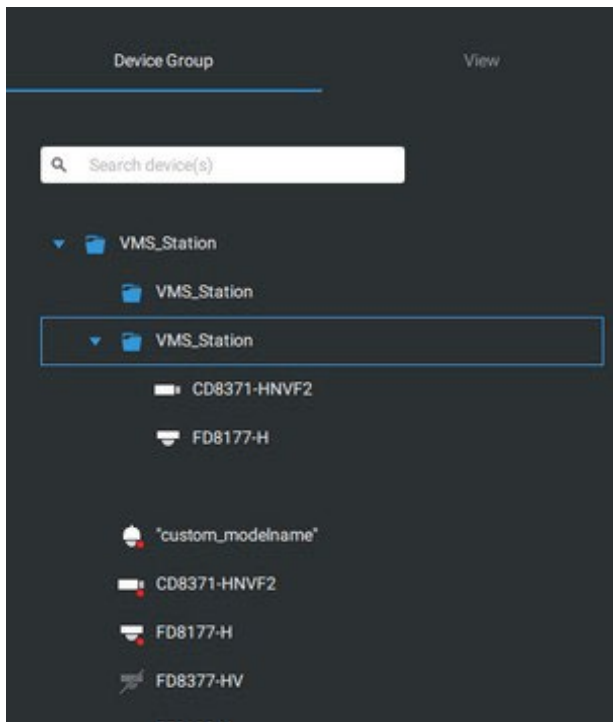 Device Group View
Search device(s)
VMS_Station
VMS_Station
VMS_Station
CD8371-HNVF2
FD8177-H
"custom_modelname"
CD8371-HNVF2
FD8177-H
FD8377-HV